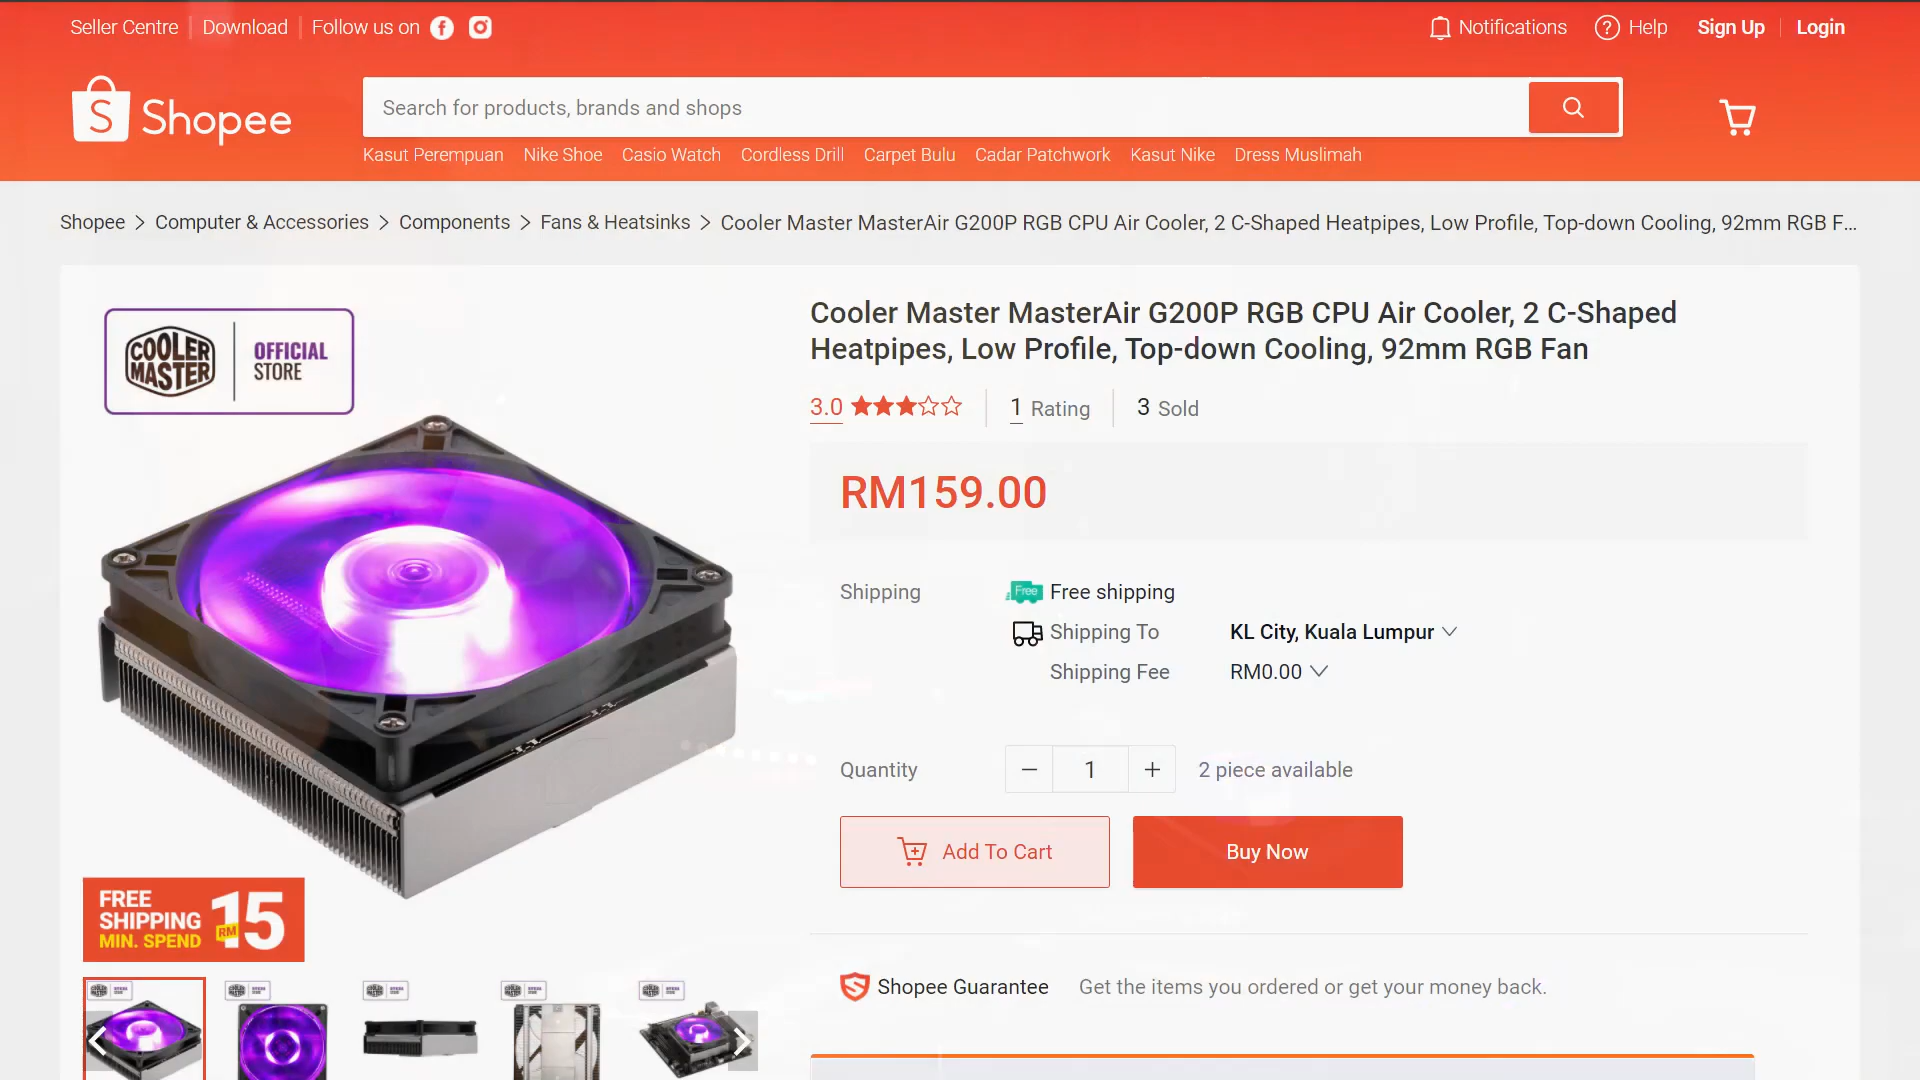 Seller Centre Download Follow us on
Notifications ? Help Sign Up Login
S Shopee
Search for products, brands and shops
Kasut Perempuan Nike Shoe Casio Watch Cordless Drill Carpet Bulu Cadar Patchwork Kasut Nike Dress Muslimah
Shopee > Computer & Accessories > Components > Fans & Heatsinks > Cooler Master MasterAir G200P RGB CPU Air Cooler, 2 C-Shaped Heatpipes, Low Profile, Top-down Cooling, 92mm RGB F...
COOLER
MASTER
OFFICIAL
STORE
FREE
SHIPPING
MIN. SPEND
RM 15
Cooler Master MasterAir G200P RGB CPU Air Cooler, 2 C-Shaped
Heatpipes, Low Profile, Top-down Cooling, 92mm RGB Fan
3.0
1 Rating
3 Sold
RM159.00
Shipping
Free Free shipping
Shipping To KL City, Kuala Lumpur
Shipping Fee RM0.00
Quantity
1
2 piece available
Add To Cart
Buy Now
Shopee Guarantee Get the items you ordered or get your money back.